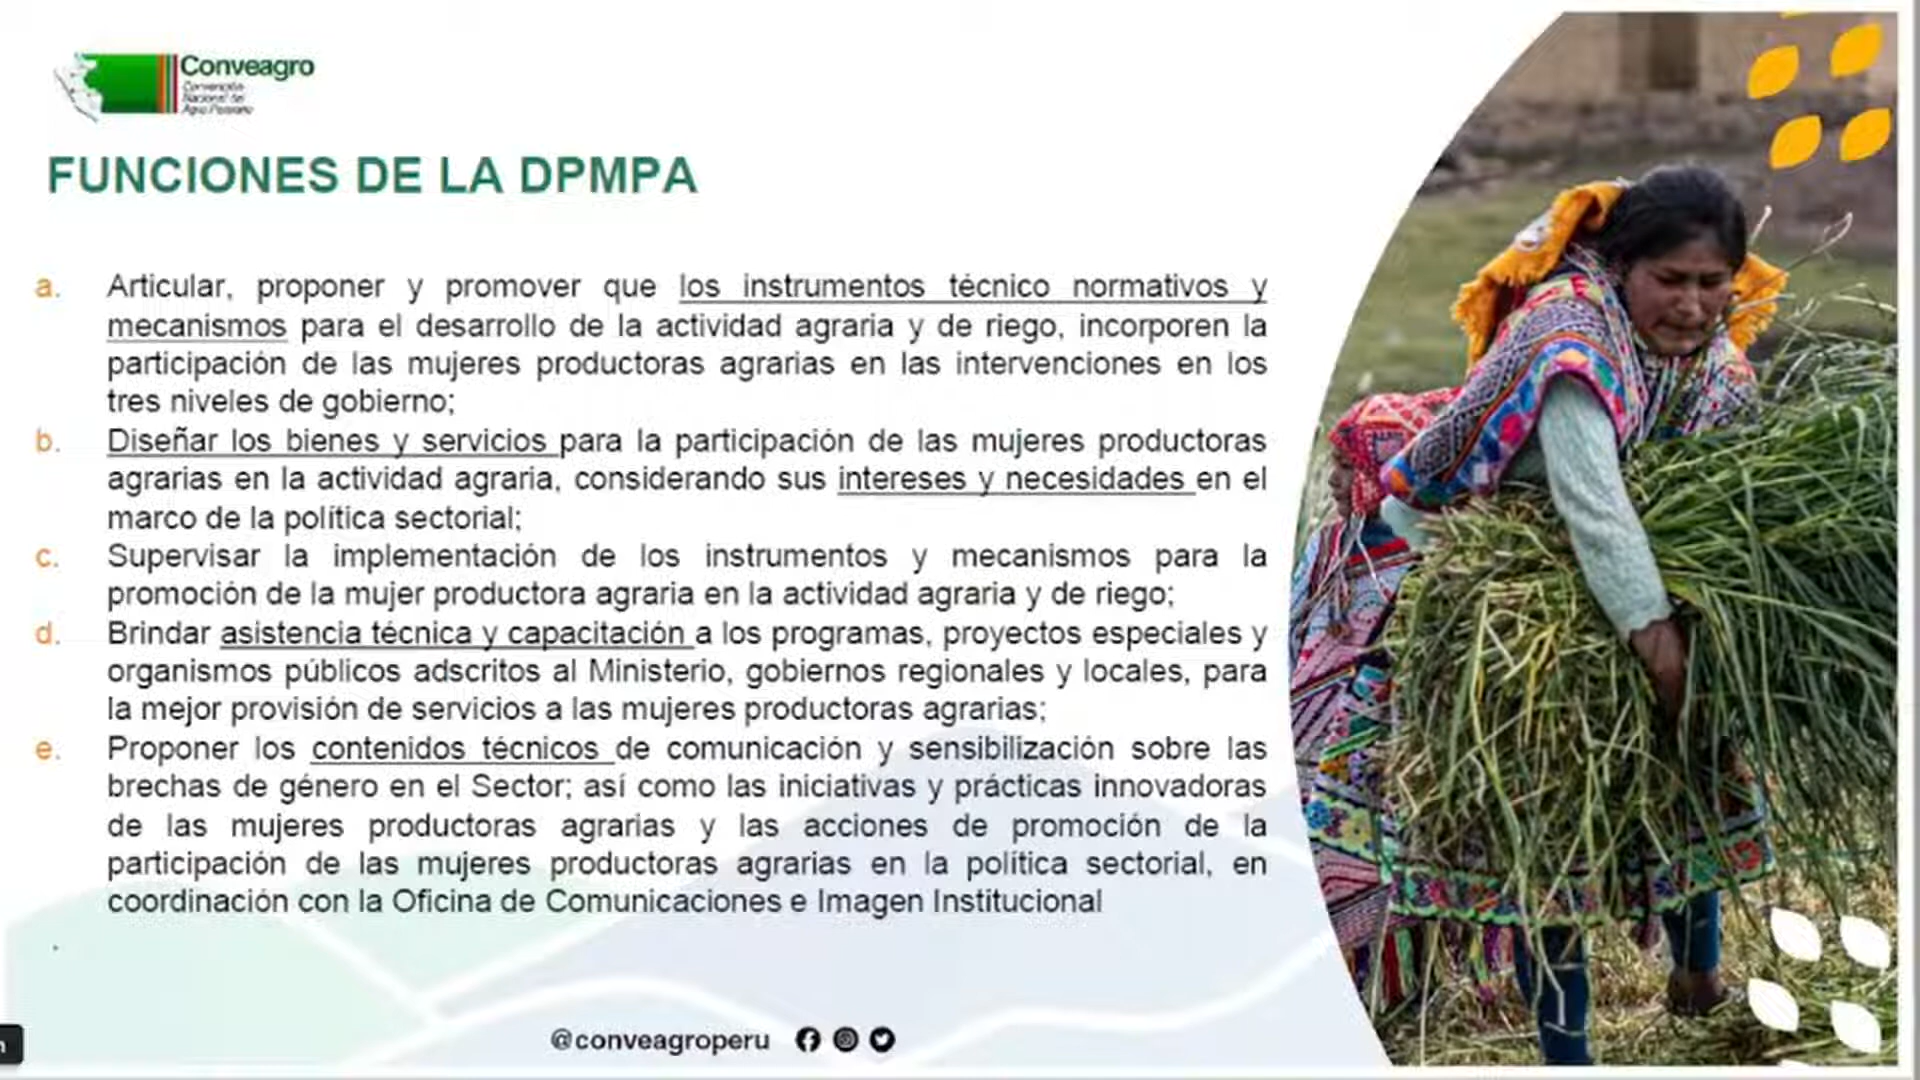 Conveagro
Convención
Nacional del
Agro Peruano
FUNCIONES DE LA DPMPA
a. Articular, proponer y promover que los instrumentos técnico normativos y
mecanismos para el desarrollo de la actividad agraria y de riego, incorporen la
participación de las mujeres productoras agrarias en las intervenciones en los
tres niveles de gobierno;
b. Diseñar los bienes y servicios para la participación de las mujeres productoras
agrarias en la actividad agraria, considerando sus intereses y necesidades en el
marco de la política sectorial;
c. Supervisar la implementación de los instrumentos y mecanismos para la
promoción de la mujer productora agraria en la actividad agraria y de riego;
d. Brindar asistencia técnica y capacitación a los programas, proyectos especiales y
organismos públicos adscritos al Ministerio, gobiernos regionales y locales, para
la mejor provisión de servicios a las mujeres productoras agrarias;
e. Proponer los contenidos técnicos de comunicación y sensibilización sobre las
brechas de género en el Sector; así como las iniciativas y prácticas innovadoras
de las mujeres productoras agrarias y las acciones de promoción de la
participación de las mujeres productoras agrarias en la política sectorial, en
coordinación con la Oficina de Comunicaciones e Imagen Institucional
.
@conveagroperu